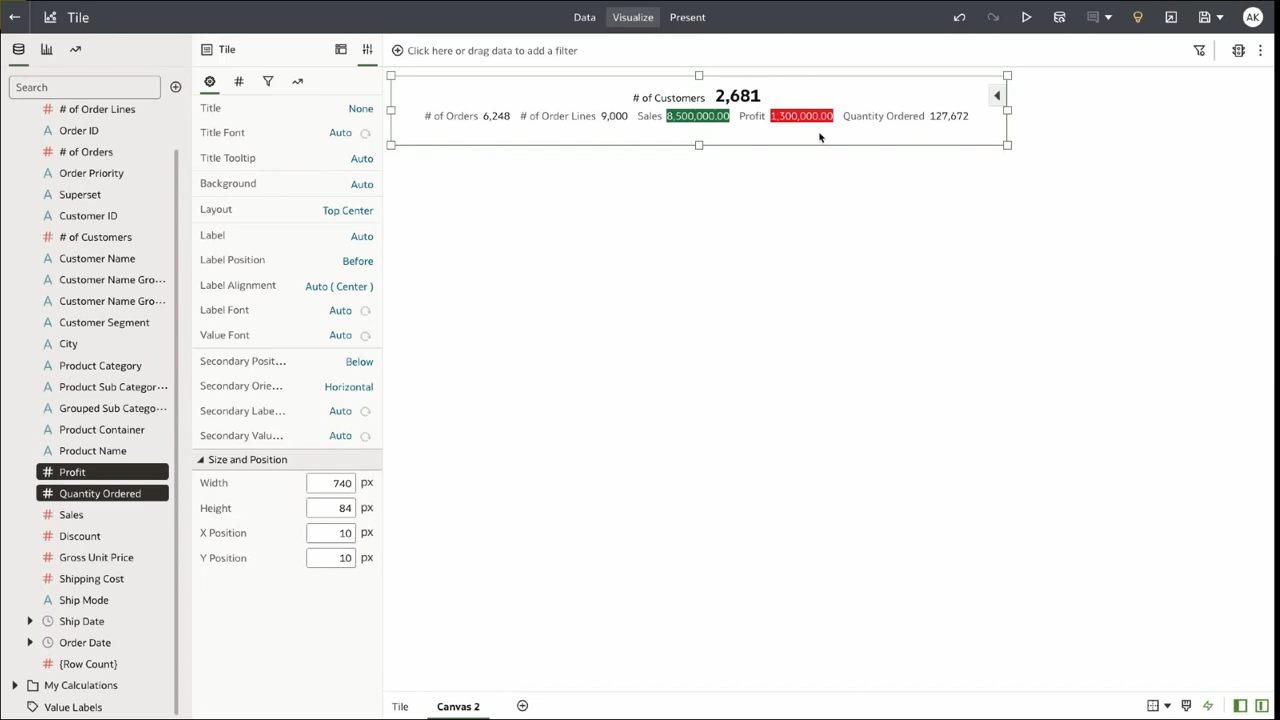 Tile
Data
Visualize
Present
AK
Search
# of Order Lines
Order ID
# of Orders
Order Priority
Superset
Customer ID
# of Customers
Customer Name
Customer Name Gro...
Customer Name Gro...
Customer Segment
City
Product Category
Product Sub Categor...
Grouped Sub Catego...
Product Container
Product Name
Profit
Quantity Ordered
Sales
Discount
Gross Unit Price
Shipping Cost
Ship Mode
Ship Date
Order Date
{Row Count}
My Calculations
Value Labels
Tile
Title None
Title Font Auto
Title Tooltip Auto
Background Auto
Layout Top Center
Label Auto
Label Position Before
Label Alignment Auto ( Center )
Label Font Auto
Value Font Auto
Secondary Posit... Below
Secondary Orie... Horizontal
Secondary Labe... Auto
Secondary Valu... Auto
Size and Position
Width 740 px
Height 84 px
X Position 10 px
Y Position 10 px
Click here or drag data to add a filter
# of Customers 2,681
# of Orders 6,248 # of Order Lines 9,000 Sales 8,500,000.00 Profit 1,300,000.00 Quantity Ordered 127,672
Tile
Canvas 2